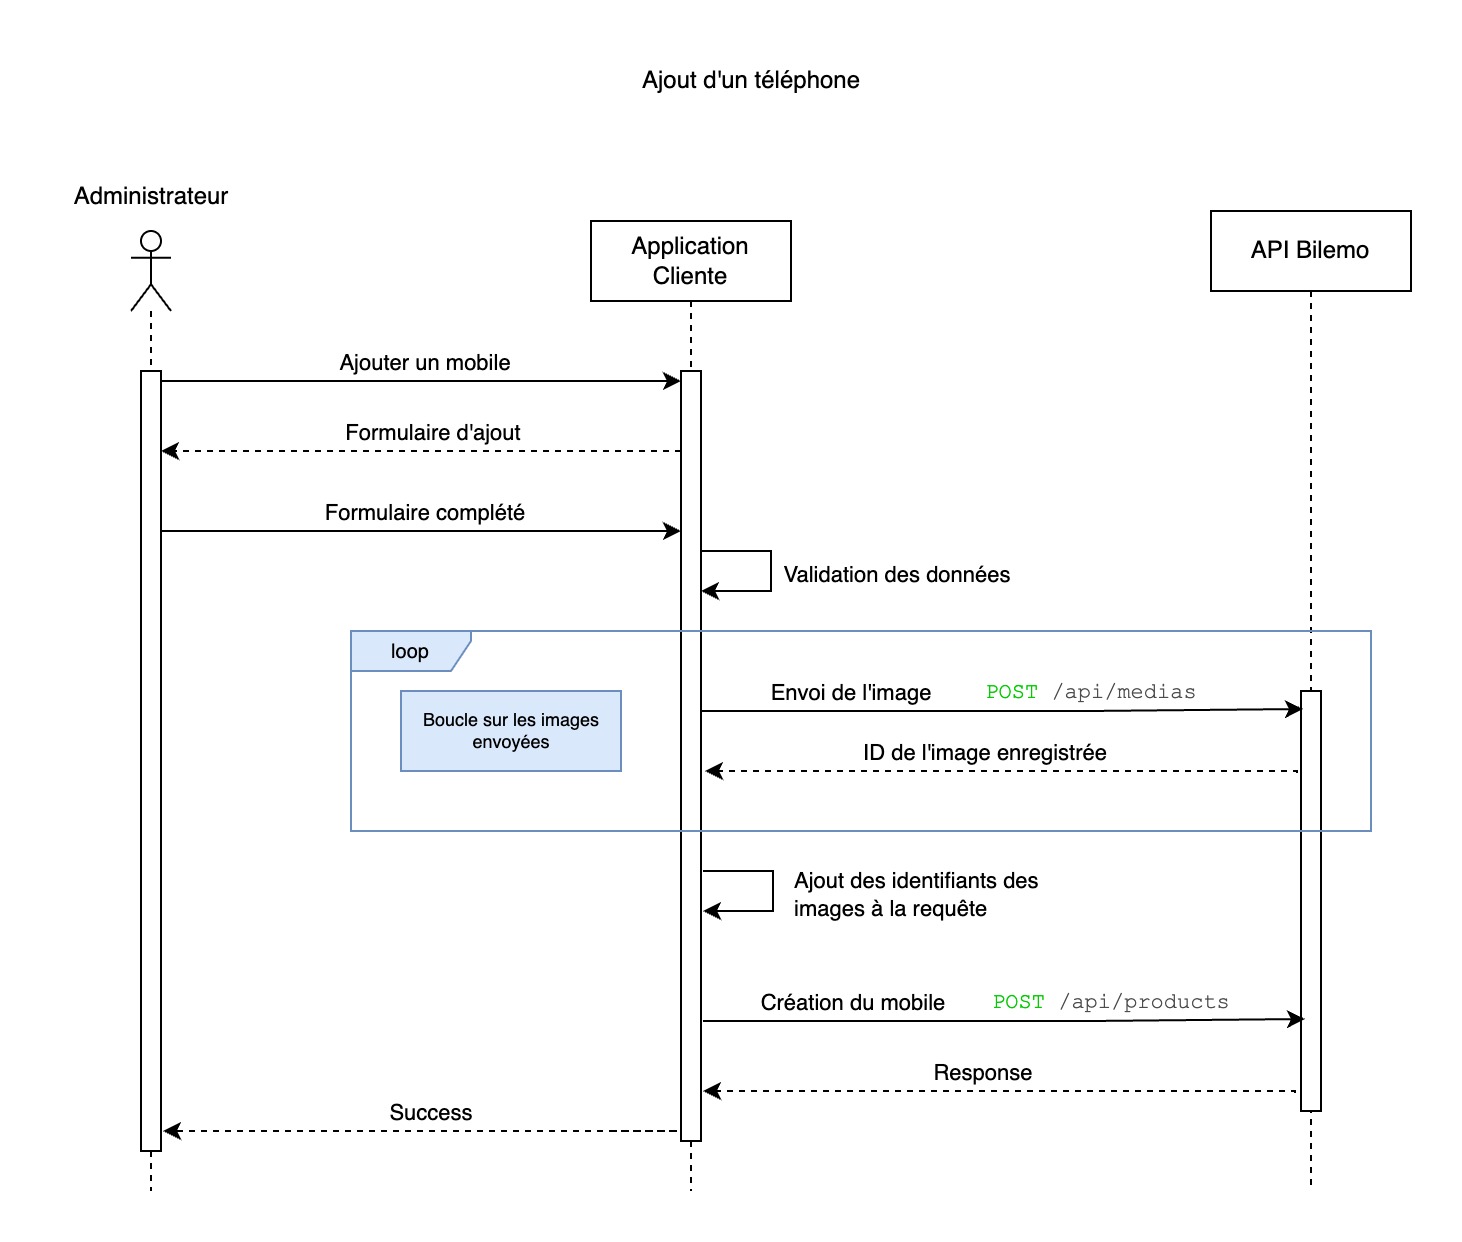 Ajout d'un téléphone
Administrateur
Application
Cliente
API Bilemo
Ajouter un mobile
Formulaire d'ajout
Formulaire complété
Validation des données
loop
Boucle sur les images
envoyées
Envoi de l'image POST /api/medias
ID de l'image enregistrée
Ajout des identifiants des
images à la requête
Création du mobile POST /api/products
Response
Success